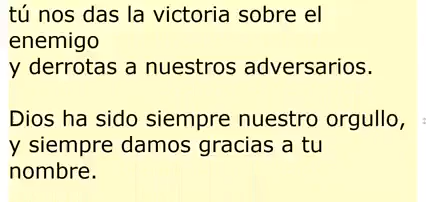 tú nos das la victoria sobre el
enemigo
y derrotas a nuestros adversarios.
Dios ha sido siempre nuestro orgullo,
y siempre damos gracias a tu
nombre.